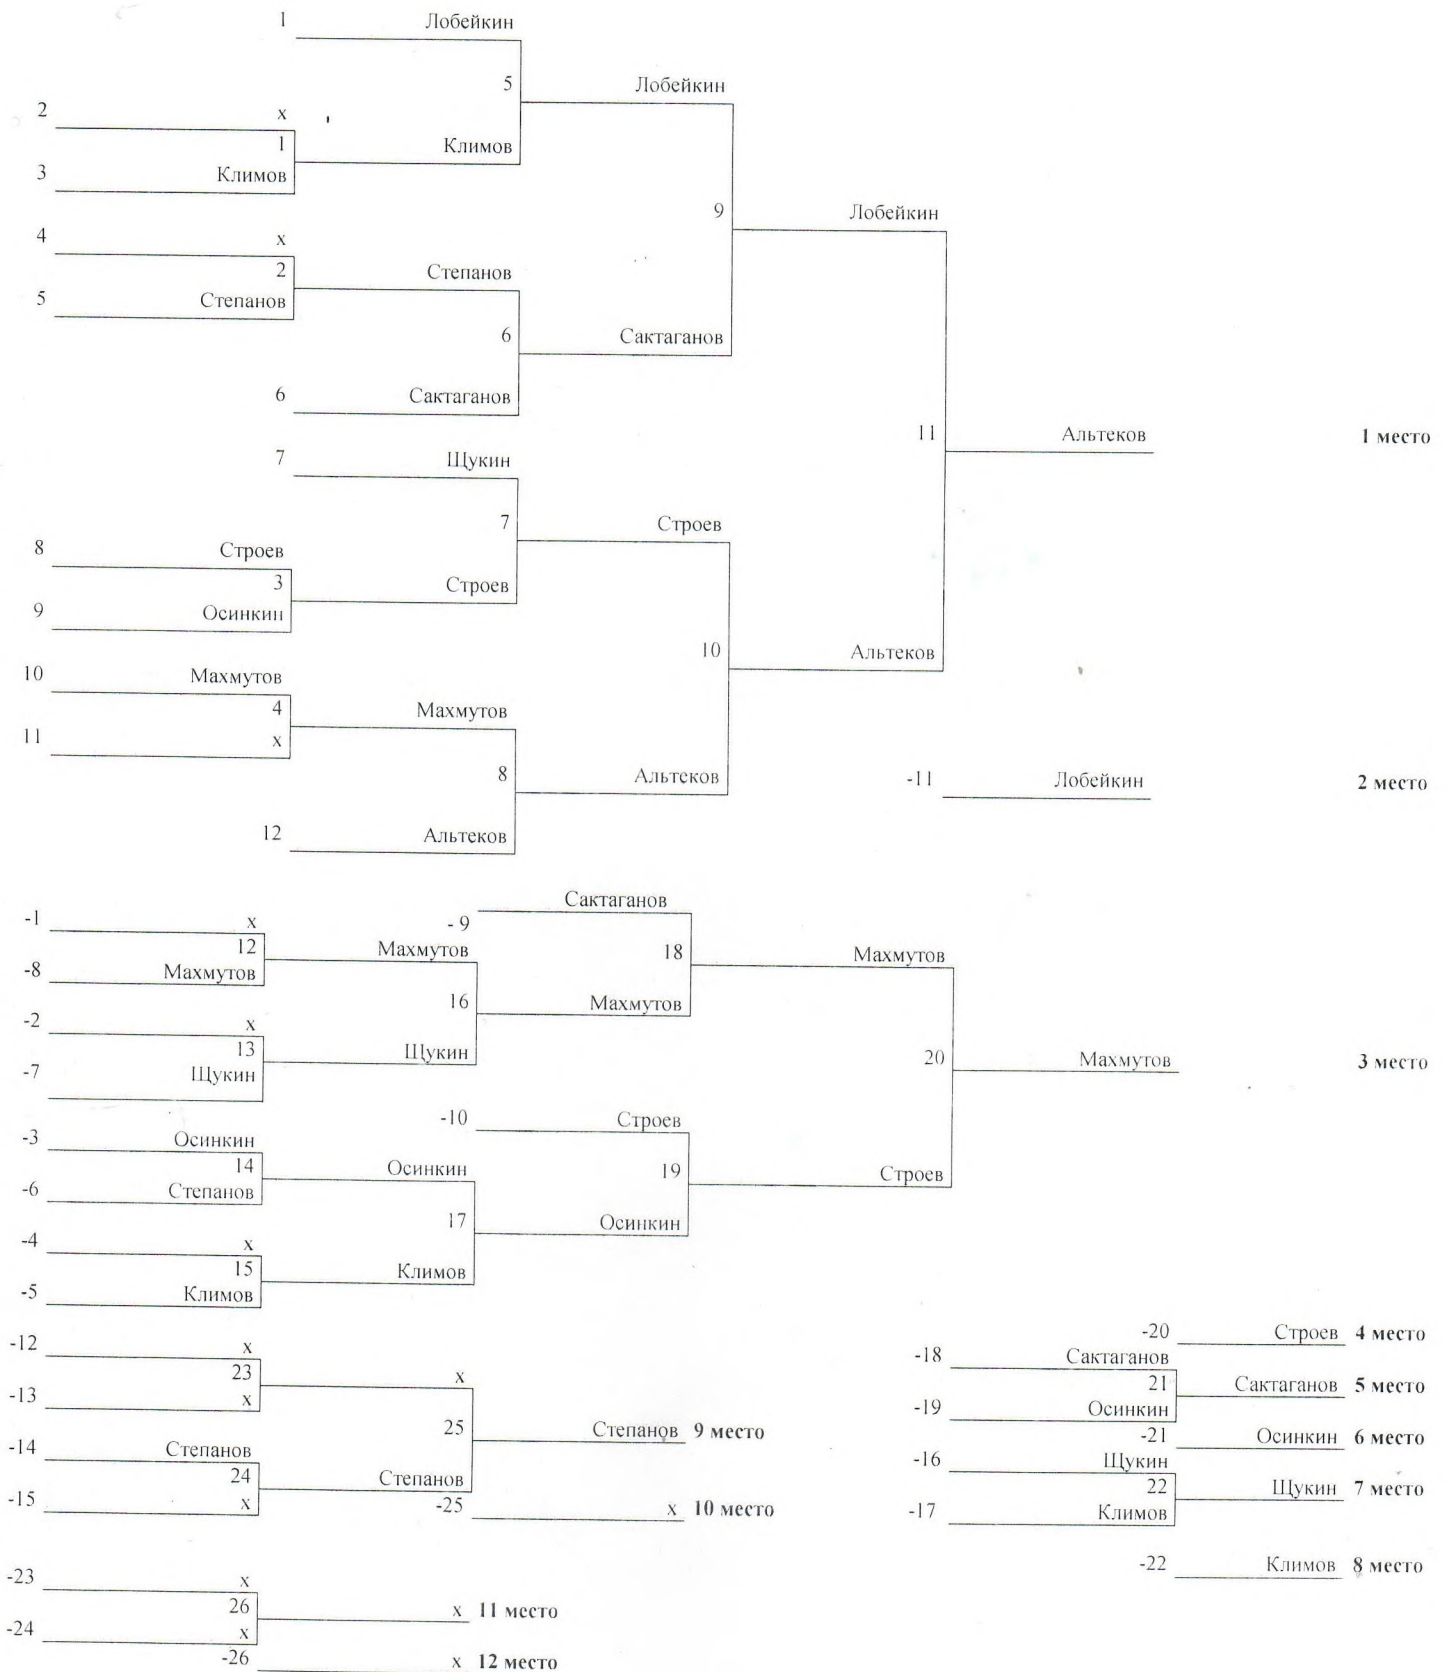 1 Лобейкин
5 Лобейкин
2 х
1 Климов
3 Климов
4 х
9 Лобейкин
2 Степанов
5 Степанов
6 Сактаганов
6 Сактаганов
11 Альтеков 1 место
7 Щукин
7 Строев
8 Строев
3 Строев
9 Осинкин
10 Альтеков
10 Махмутов
4 Махмутов
11 х
8 Альтеков
-11 Лобейкин 2 место
12 Альтеков
- 9 Сактаганов
-1 х
12 Махмутов
18 Махмутов
-8 Махмутов
16 Махмутов
-2 х
13 Щукин
20 Махмутов 3 место
-7 Щукин
-10 Строев
-3 Осинкин
14 Осинкин
19 Строев
-6 Степанов
17 Осинкин
-4 х
15 Климов
-5 Климов
-20 Строев 4 место
-12 х
-18 Сактаганов
23 х
21 Сактаганов 5 место
-13 х
-19 Осинкин
25 Степанов 9 место
-21 Осинкин 6 место
-14 Степанов
-16 Щукин
24 Степанов
22 Щукин 7 место
-15 х
-25 х 10 место
-17 Климов
-22 Климов 8 место
-23 х
26 х 11 место
-24 х
-26 х 12 место